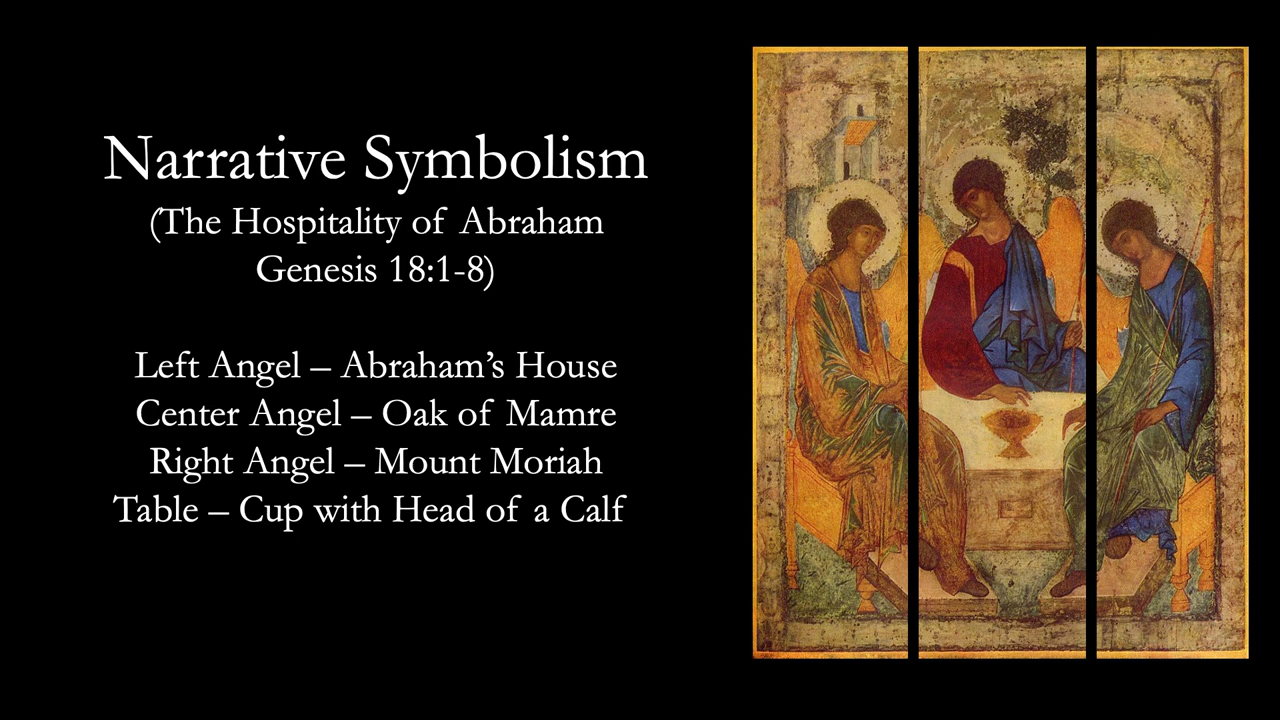 Narrative Symbolism
(The Hospitality of Abraham
Genesis 18:1-8)
Left Angel – Abraham’s House
Center Angel – Oak of Mamre
Right Angel – Mount Moriah
Table – Cup with Head of a Calf